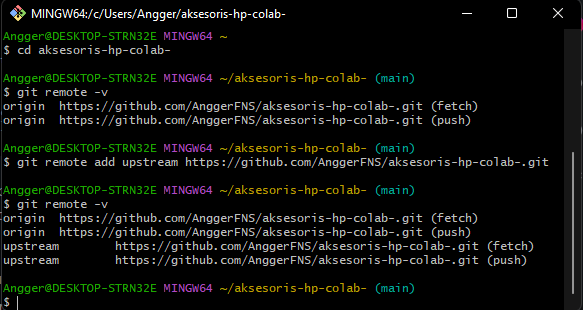 MINGW64:/c/Users/Angger/aksesoris-hp-colab-
Angger@DESKTOP-STRN32E MINGW64 ~
$ cd aksesoris-hp-colab-
Angger@DESKTOP-STRN32E MINGW64 ~/aksesoris-hp-colab- (main)
$ git remote -v
origin  https://github.com/AnggerFNS/aksesoris-hp-colab-.git (fetch)
origin  https://github.com/AnggerFNS/aksesoris-hp-colab-.git (push)
Angger@DESKTOP-STRN32E MINGW64 ~/aksesoris-hp-colab- (main)
$ git remote add upstream https://github.com/AnggerFNS/aksesoris-hp-colab-.git
Angger@DESKTOP-STRN32E MINGW64 ~/aksesoris-hp-colab- (main)
$ git remote -v
origin  https://github.com/AnggerFNS/aksesoris-hp-colab-.git (fetch)
origin  https://github.com/AnggerFNS/aksesoris-hp-colab-.git (push)
upstream        https://github.com/AnggerFNS/aksesoris-hp-colab-.git (fetch)
upstream        https://github.com/AnggerFNS/aksesoris-hp-colab-.git (push)
Angger@DESKTOP-STRN32E MINGW64 ~/aksesoris-hp-colab- (main)
$